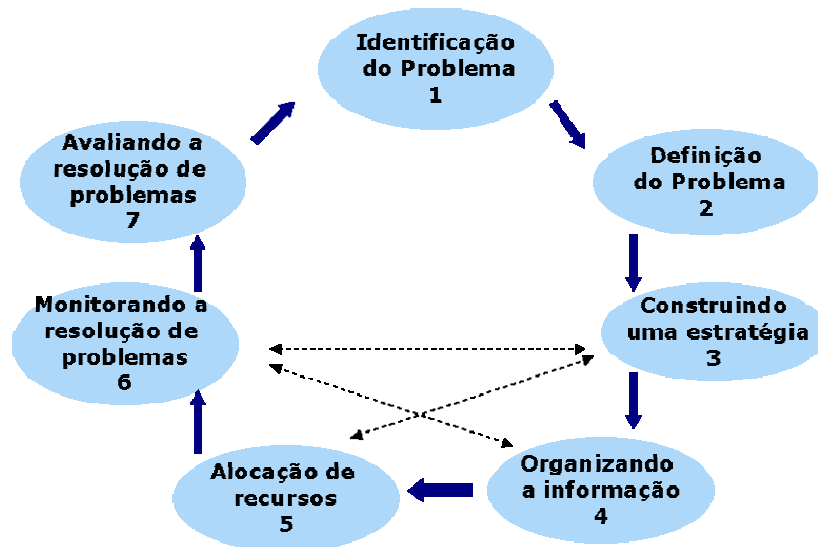 Identificação
do Problema
1
Definição
do Problema
2
Construindo
uma estratégia
3
Organizando
a informação
4
Alocação de
recursos
5
Monitorando a
resolução de
problemas
6
Avaliando a
resolução de
problemas
7